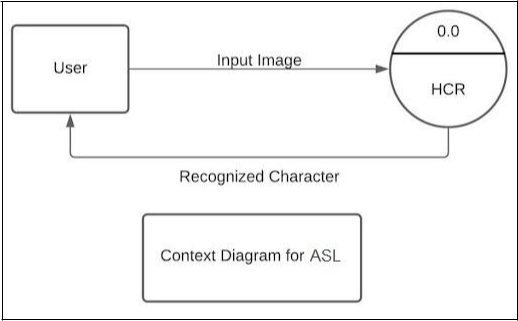 0.0
User
Input Image
HCR
Recognized Character
Context Diagram for ASL